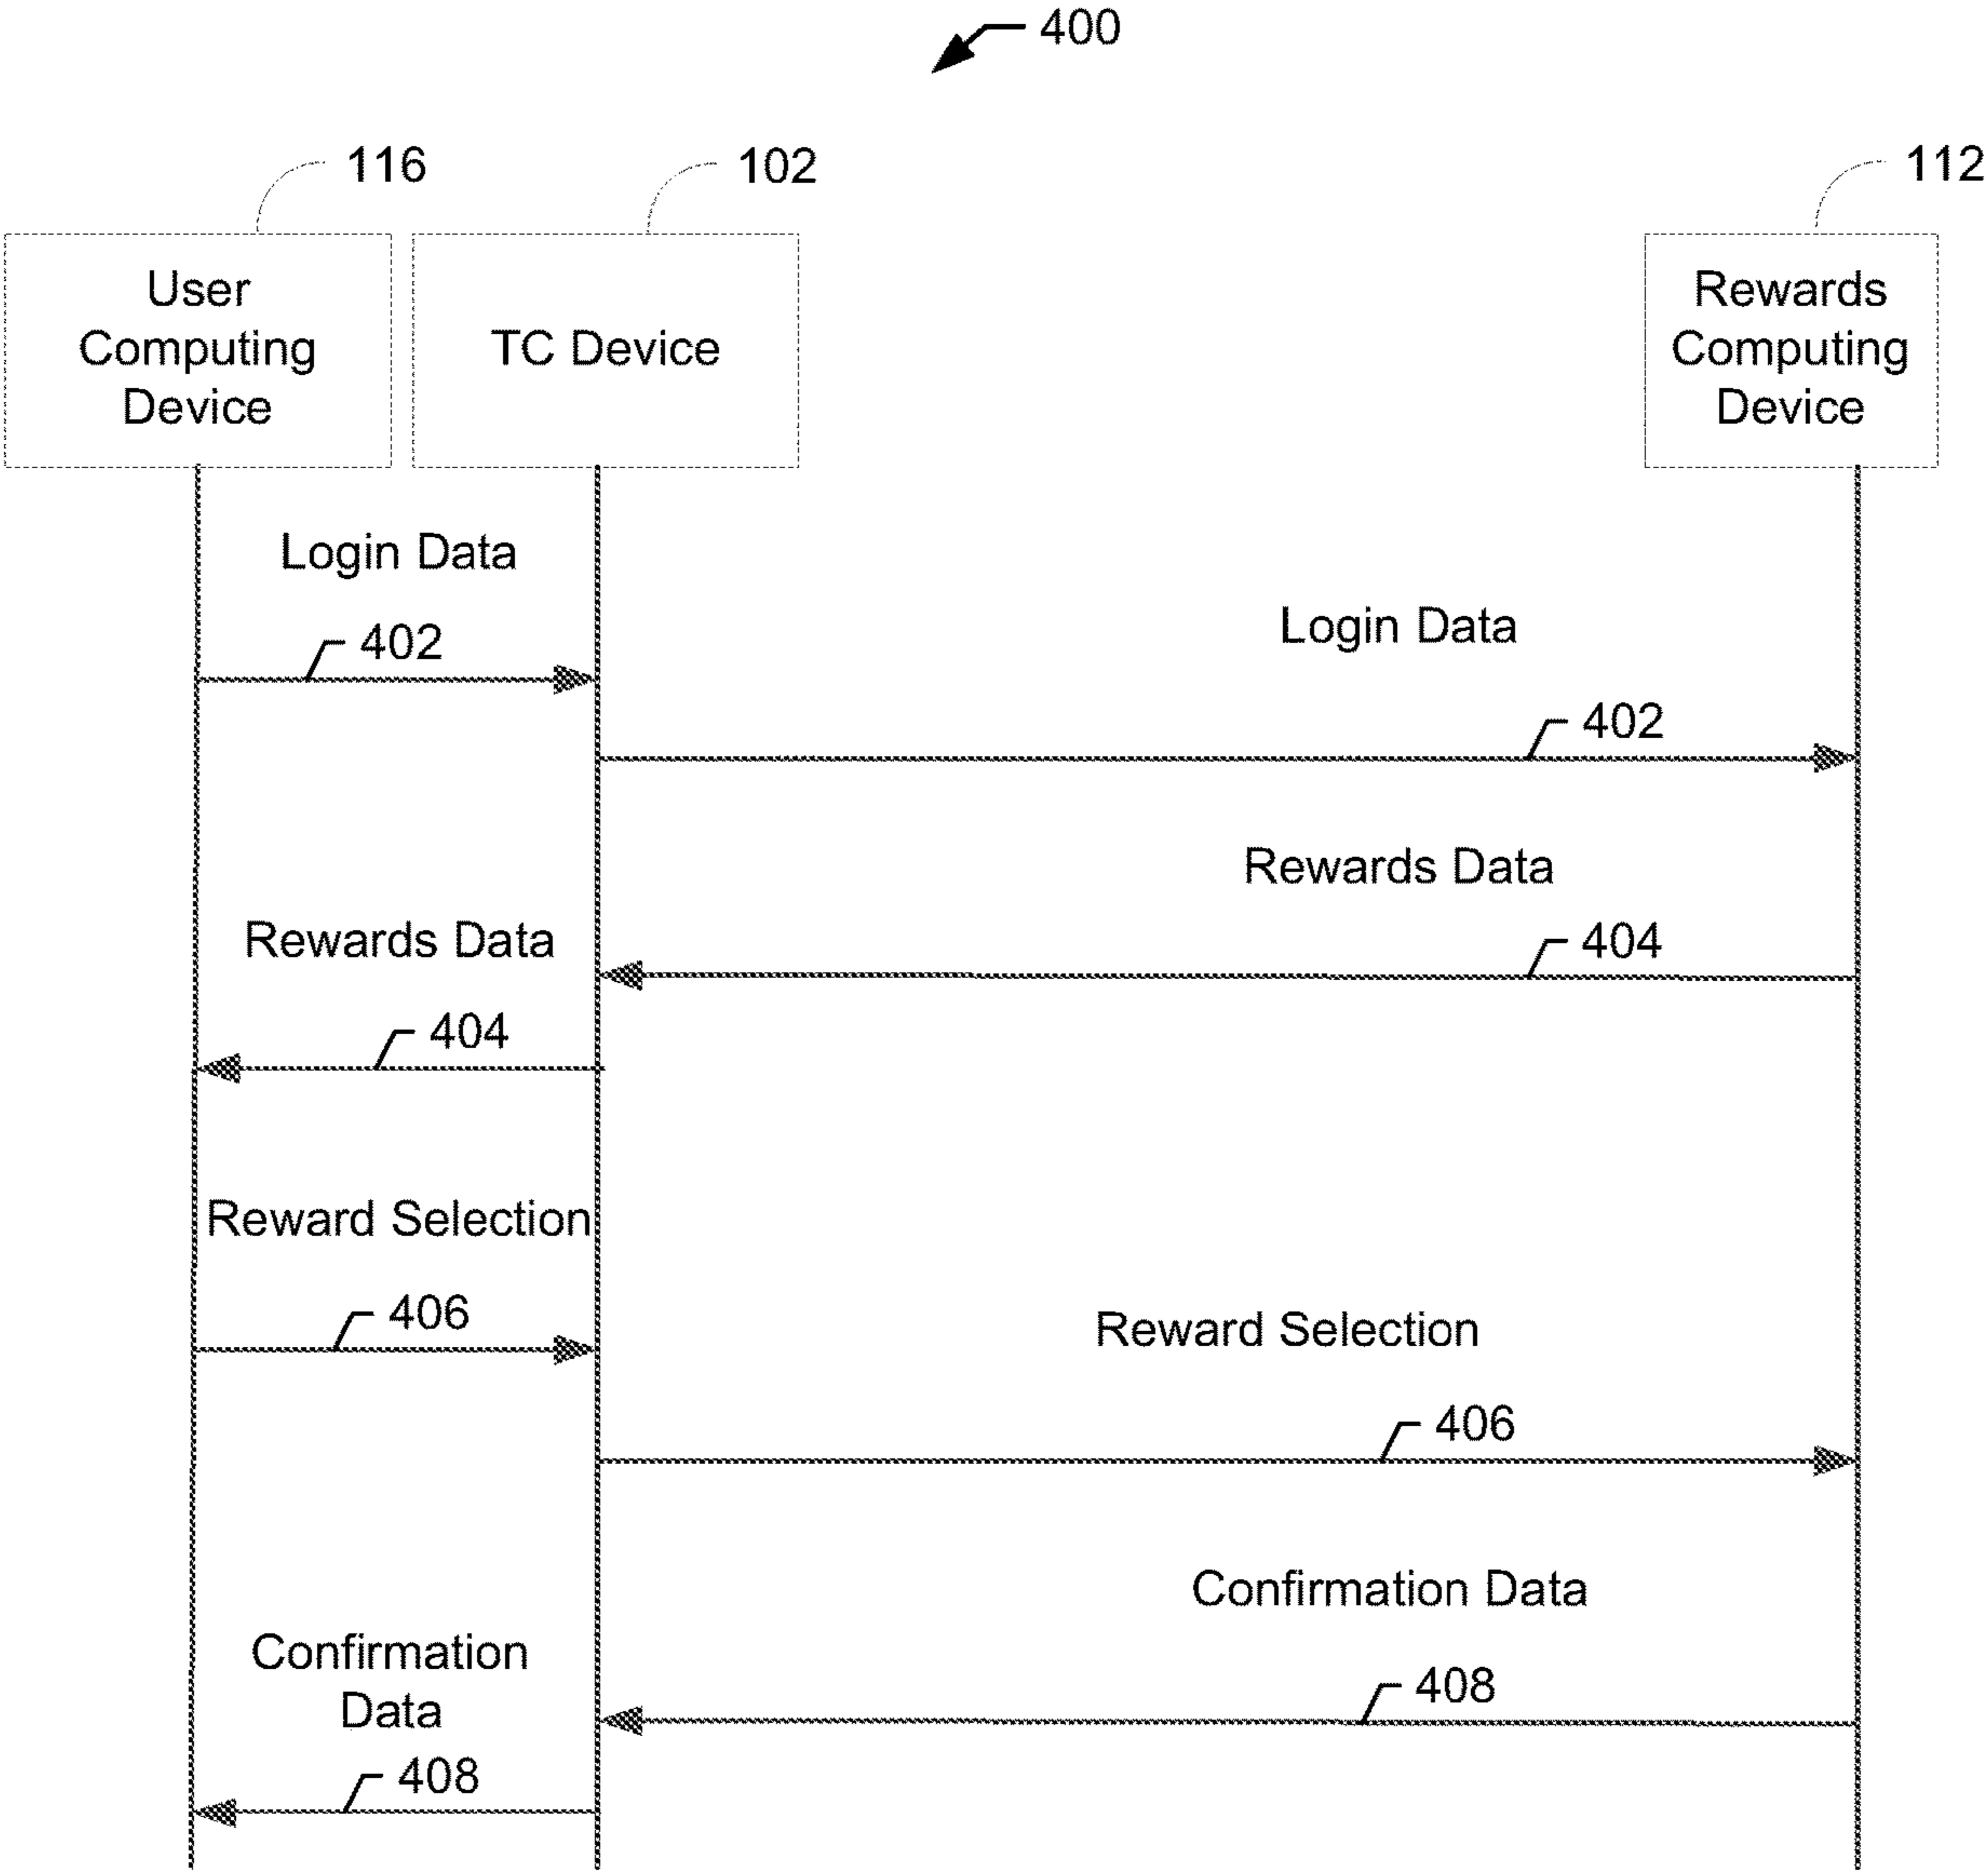 400
116
102
112
User
Computing
Device
TC Device
Rewards
Computing
Device
Login Data
402
Login Data
402
Rewards Data
404
Rewards Data
404
Reward Selection
406
Reward Selection
406
Confirmation Data
408
Confirmation
Data
408